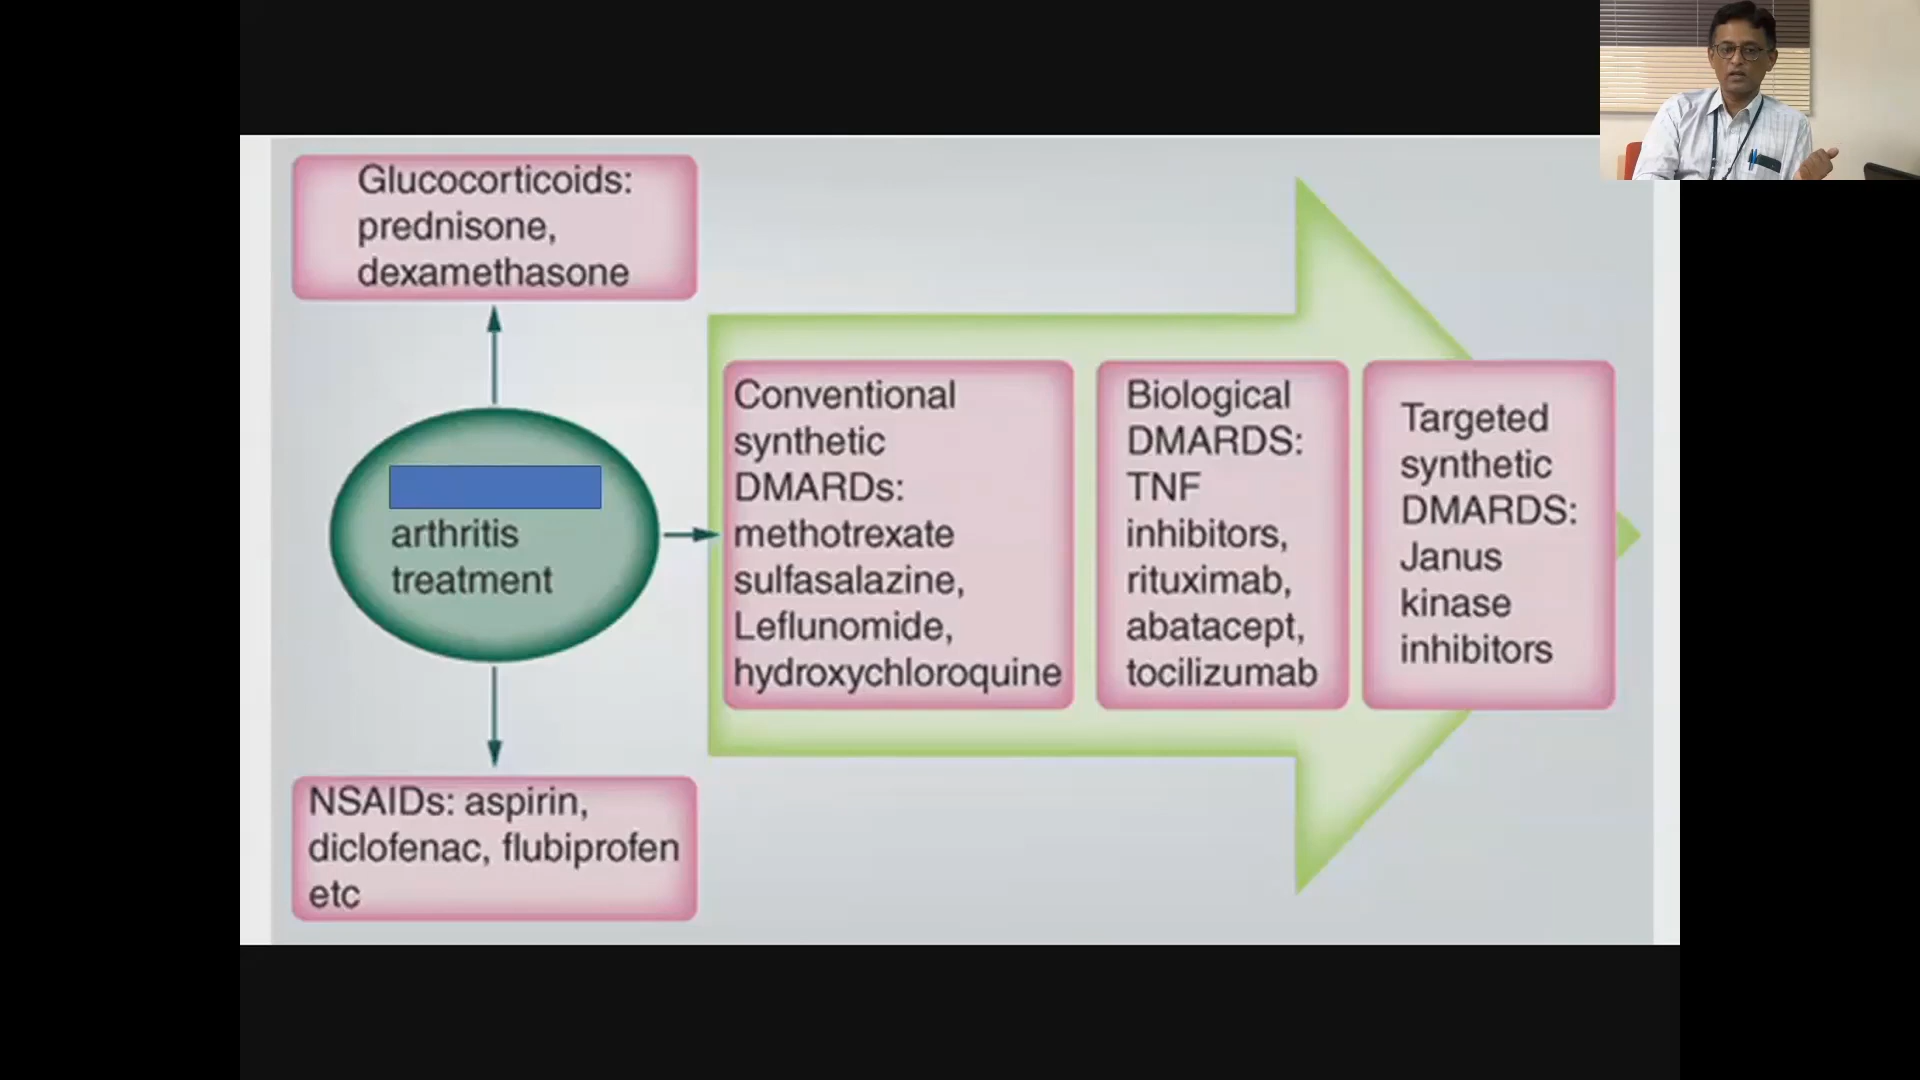 Glucocorticoids:
prednisone,
dexamethasone
arthritis
treatment
NSAIDs: aspirin,
diclofenac, flubiprofen
etc
Conventional
synthetic
DMARDs:
methotrexate
sulfasalazine,
Leflunomide,
hydroxychloroquine
Biological
DMARDS:
TNF
inhibitors,
rituximab,
abatacept,
tocilizumab
Targeted
synthetic
DMARDS:
Janus
kinase
inhibitors